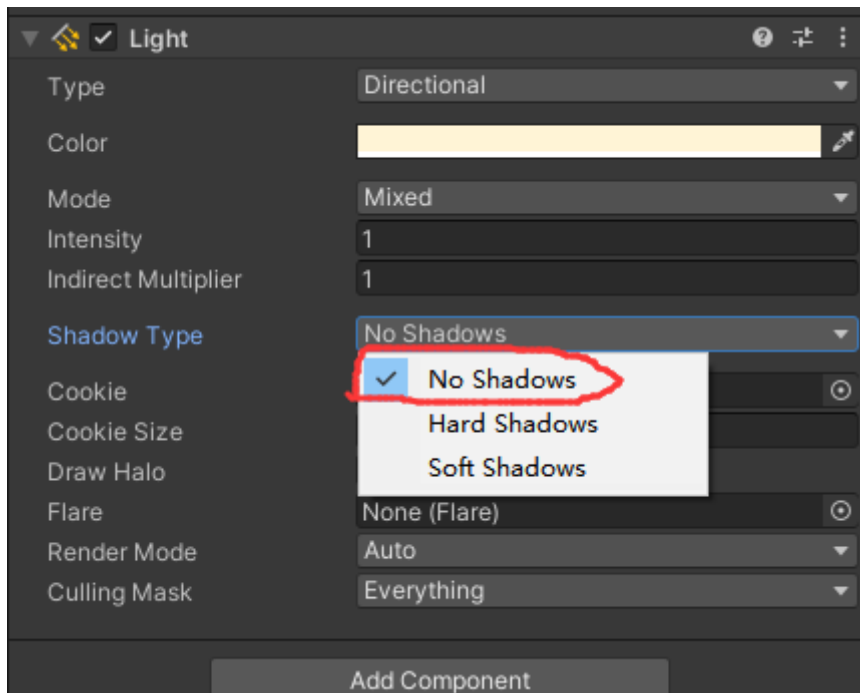 Light
Type Directional
Color
Mode Mixed
Intensity 1
Indirect Multiplier 1
Shadow Type No Shadows
No Shadows
Cookie
Hard Shadows
Cookie Size
Soft Shadows
Draw Halo
Flare None (Flare)
Render Mode Auto
Culling Mask Everything
Add Component